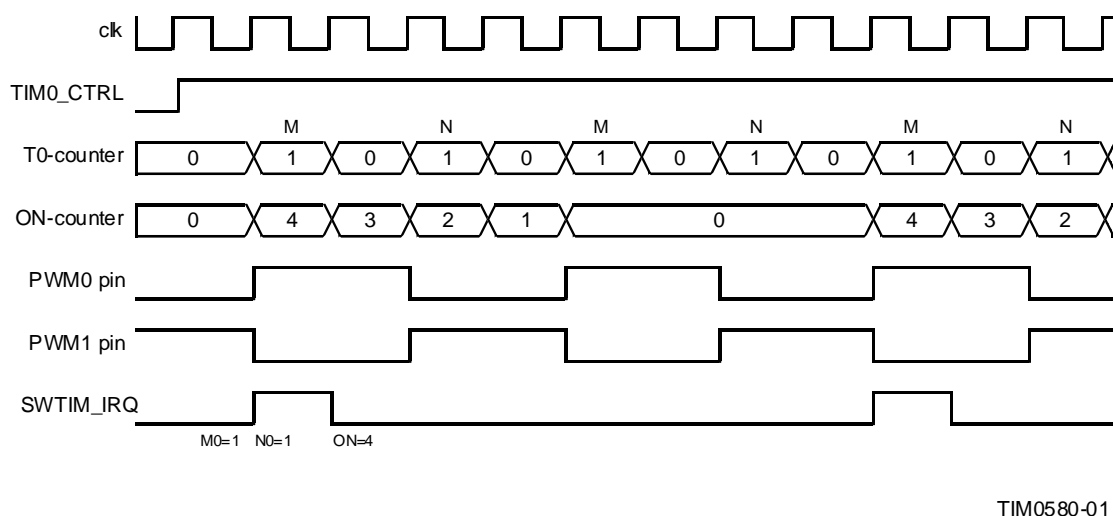 clk
TIM0_CTRL
M N M N M N
T0-counter 0 1 0 1 0 1 0 1 0 1 0 1
ON-counter 0 4 3 2 1 0 4 3 2
PWM0 pin
PWM1 pin
SWTIM_IRQ
M0=1 N0=1 ON=4
TIM0580-01